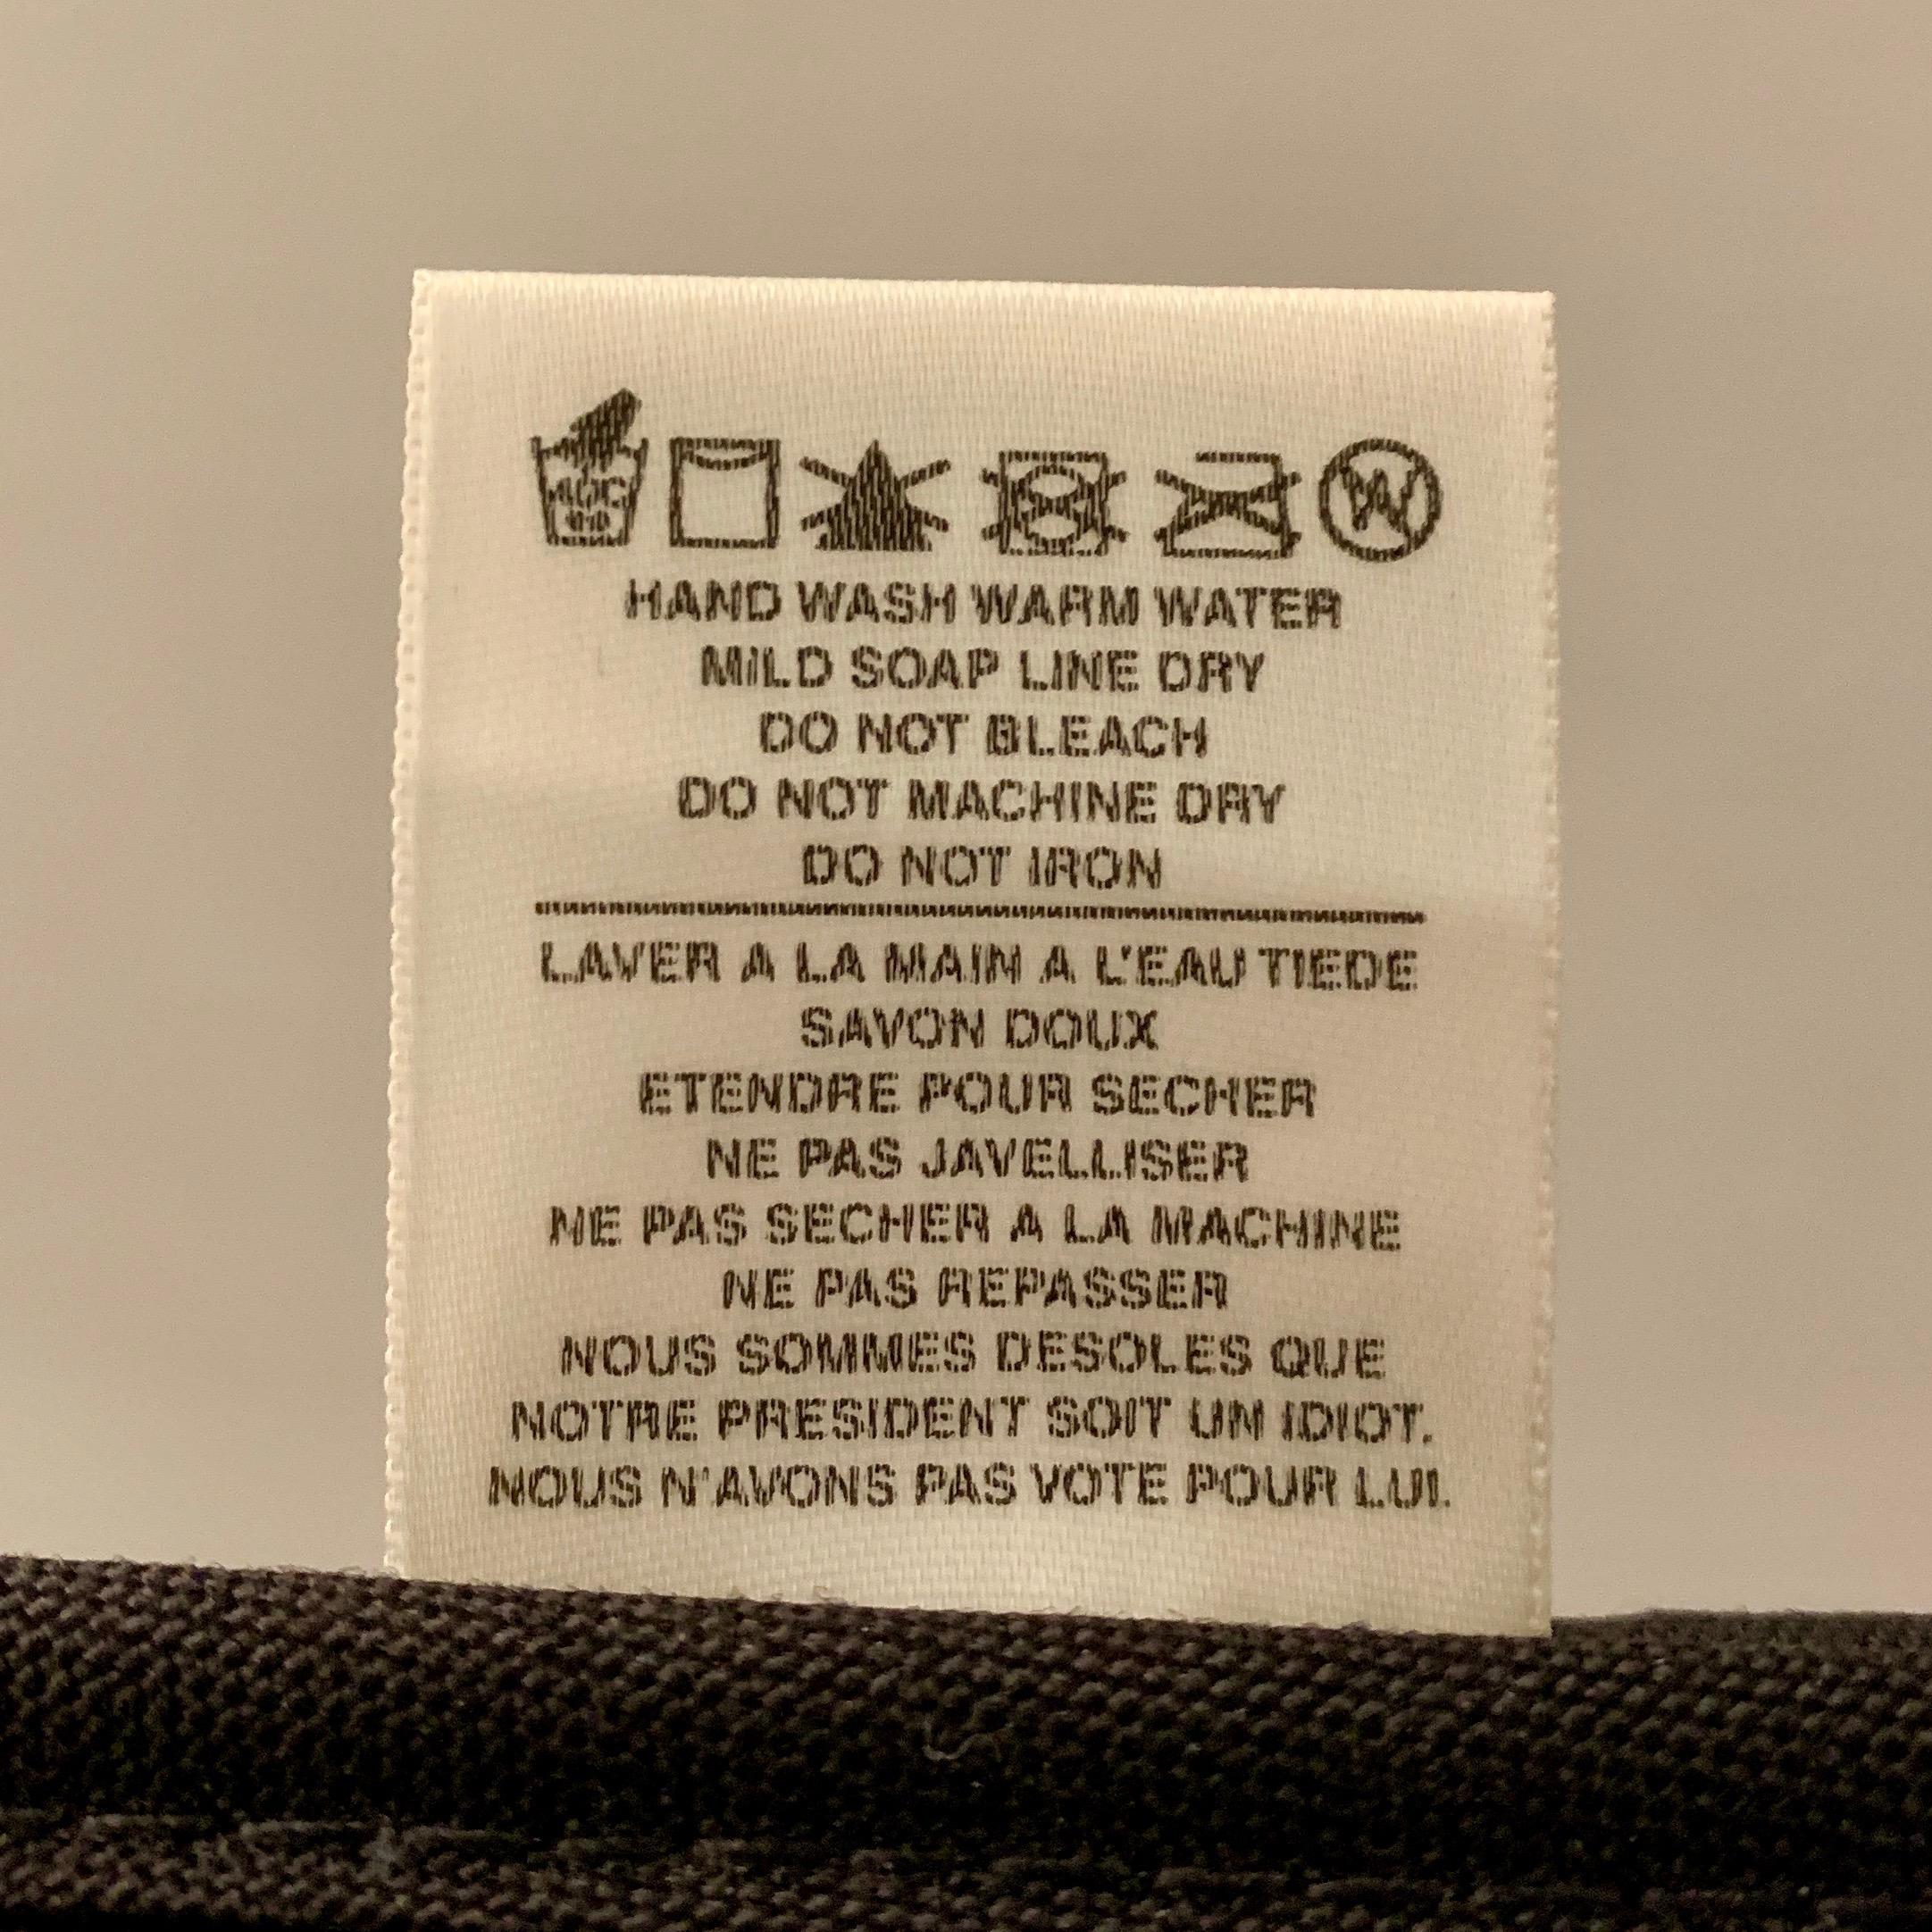 W
HAND WASH WARM WATER
MILD SOAP LINE DRY
DO NOT BLEACH
DO NOT MACHINE DRY
DO NOT IRON
LAVER A LA MAIN A L'EAU TIEDE
SAVON DOUX
ETENDRE POUR SECHER
NE PAS JAVELLISER
NE PAS SECHER A LA MACHINE
NE PAS REPASSER
NOUS SOMMES DESOLES QUE
NOTRE PRESIDENT SOIT UN IDIOT.
NOUS N'AVONS PAS VOTE POUR LUI.